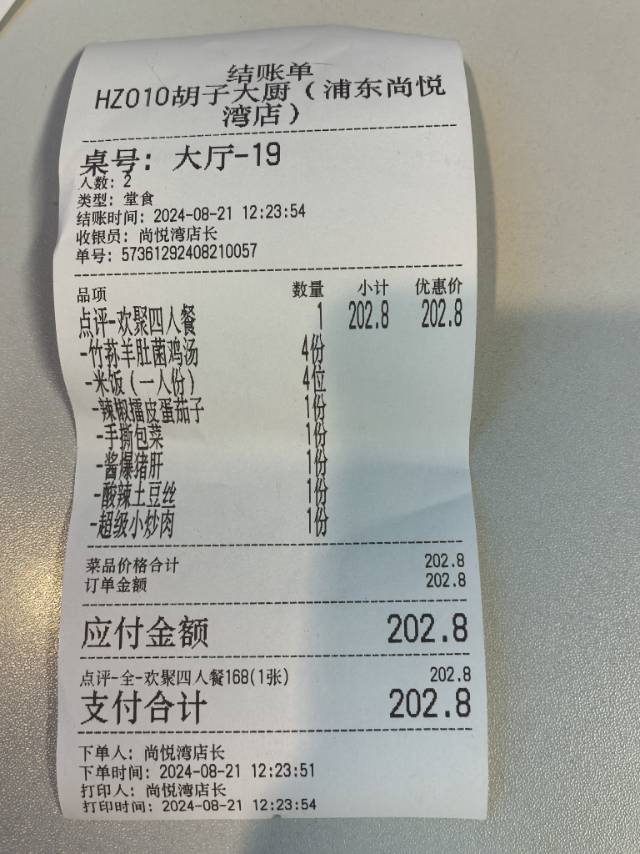 结账单
HZ010胡子大厨（浦东尚悦
湾店）
桌号: 大厅-19
人数: 2
类型: 堂食
结账时间: 2024-08-21 12:23:54
收银员: 尚悦湾店长
单号: 57361292408210057
品项 数量 小计 优惠价
点评-欢聚四人餐 1 202.8 202.8
-竹荪羊肚菌鸡汤 4份
-米饭（一人份） 4位
-辣椒擂皮蛋茄子 1份
-手撕包菜 1份
-酱爆猪肝 1份
-酸辣土豆丝 1份
-超级小炒肉 1份
菜品价格合计 202.8
订单金额 202.8
应付金额 202.8
点评-全-欢聚四人餐168(1张) 202.8
支付合计 202.8
下单人: 尚悦湾店长
下单时间: 2024-08-21 12:23:51
打印人: 尚悦湾店长
打印时间: 2024-08-21 12:23:54